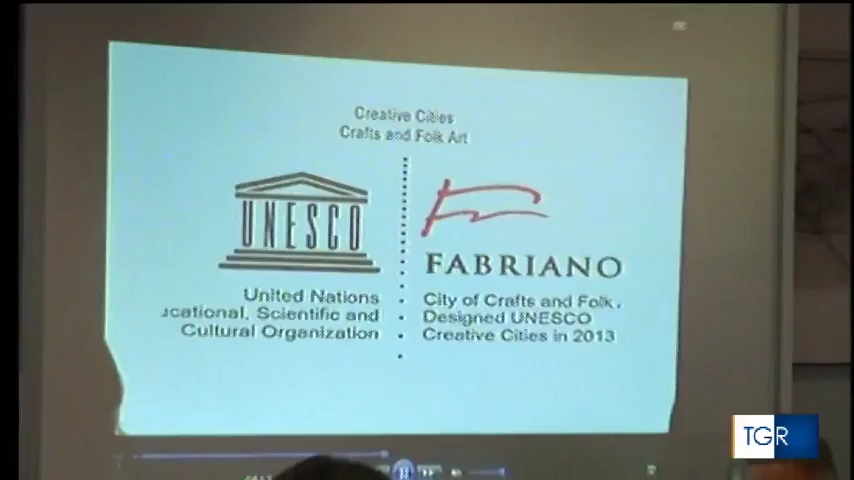 Creative Cities
Crafts and Folk Art
UNESCO
United Nations
Scientific and
Cultural Organization
FABRIANO
City of Crafts and Folk
Designed UNESCO
Creative Cities in 2013
TGR